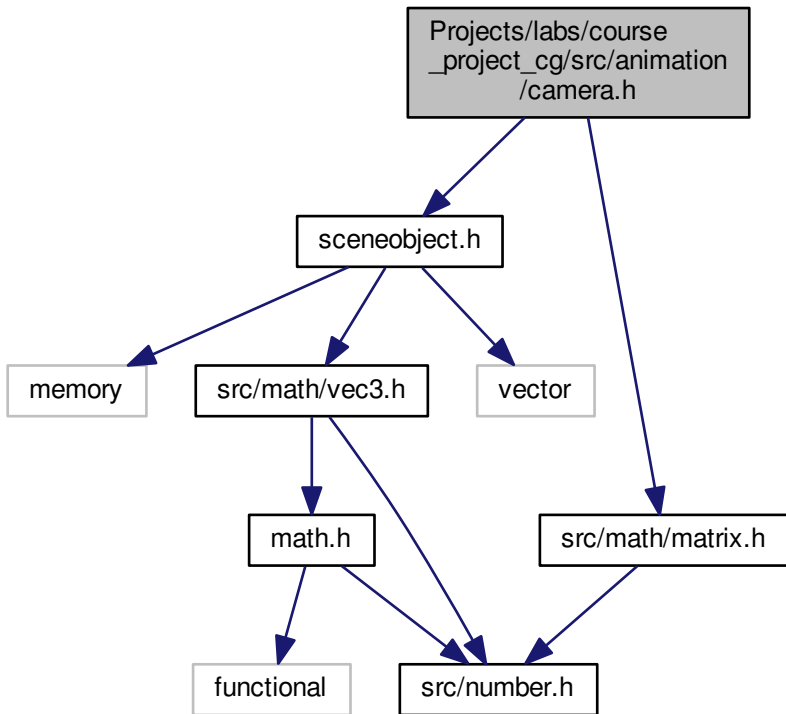 Projects/labs/course
_project_cg/src/animation
/camera.h
sceneobject.h
memory
src/math/vec3.h
vector
math.h
src/math/matrix.h
functional
src/number.h